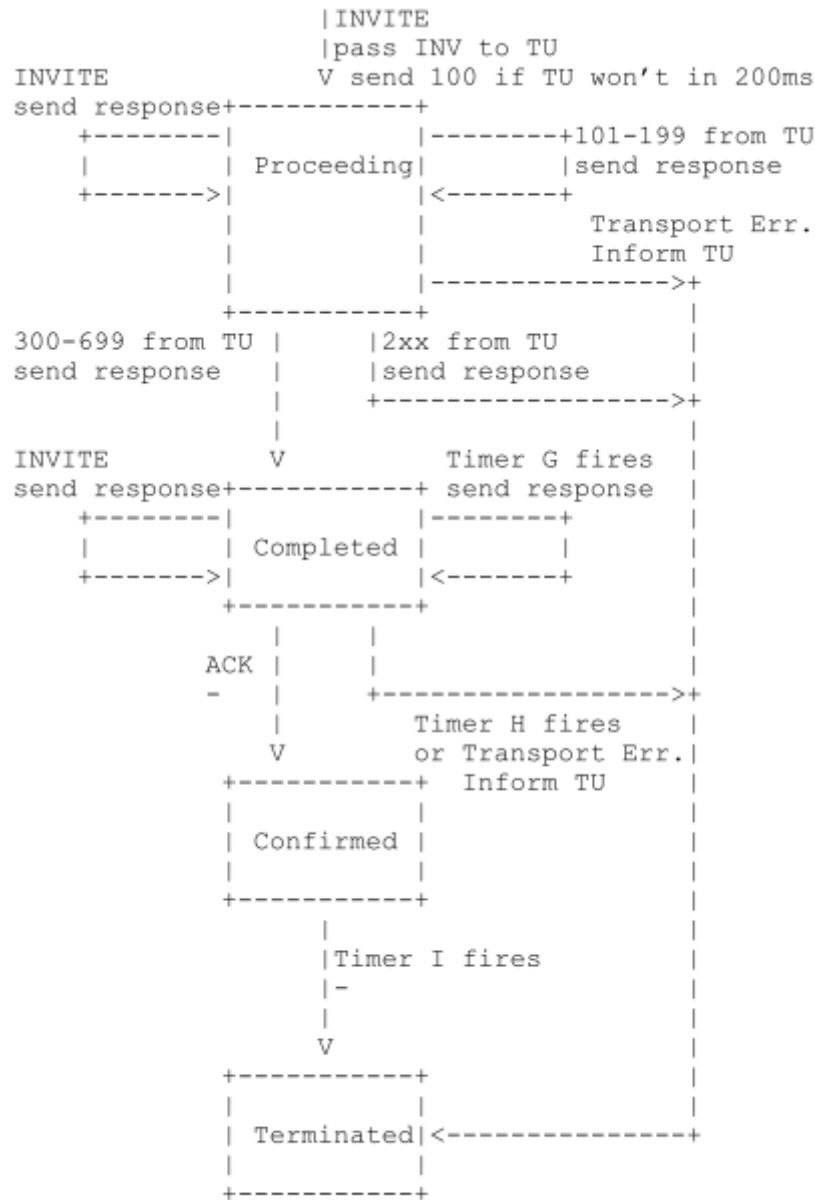 |INVITE
|pass INV to TU
INVITE V send 100 if TU won't in 200ms
send response+-----------+
+--------| |--------+101-199 from TU
| | Proceeding| |send response
+------->| |<-------+
| | Transport Err.
| | Inform TU
| |--------------->+
+-----------+ |
300-699 from TU | |2xx from TU |
send response | |send response |
| +------------------>+
| |
INVITE V Timer G fires |
send response+-----------+ send response |
+--------| |--------+ |
| | Completed | | |
+------->| |<-------+ |
+-----------+ |
| | |
ACK | | |
- | +------------------>+
| Timer H fires |
V or Transport Err.|
+-----------+ Inform TU |
| | |
| Confirmed | |
| | |
+-----------+ |
| |
|Timer I fires |
|- |
| |
V |
+-----------+ |
| | |
| Terminated|<---------------+
| |
+-----------+